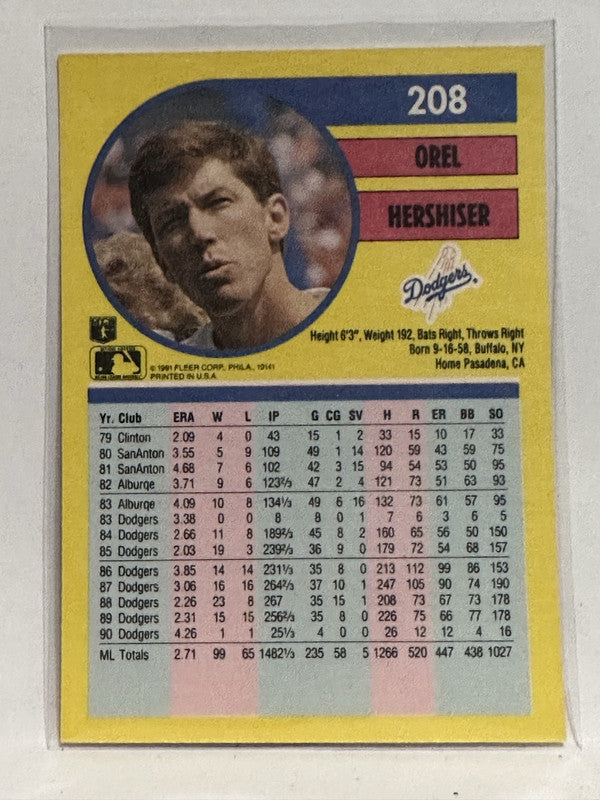 208
OREL
HERSHISER
Dodgers
Height 6'3", Weight 192, Bats Right, Throws Right
Born 9-16-58, Buffalo, NY
Home Pasadena, CA
© 1991 FLEER CORP., PHILA., 19141
PRINTED IN U.S.A.
Yr. Club ERA W L IP G CG SV H R ER BB SO
79 Clinton 2.09 4 0 43 15 1 2 33 15 10 17 33
80 SanAnton 3.55 5 9 109 49 1 14 120 59 43 59 75
81 SanAnton 4.68 7 6 102 42 3 15 94 54 53 50 95
82 Alburqe 3.71 9 6 123⅔ 47 2 4 121 73 51 63 93
83 Alburqe 4.09 10 8 134⅓ 49 6 16 132 73 61 57 95
83 Dodgers 3.38 0 0 8 8 0 1 7 6 3 6 5
84 Dodgers 2.66 11 8 189⅔ 45 8 2 160 65 56 50 150
85 Dodgers 2.03 19 3 239⅔ 36 9 0 179 72 54 68 157
86 Dodgers 3.85 14 14 231⅓ 35 8 0 213 112 99 86 153
87 Dodgers 3.06 16 16 264⅔ 37 10 1 247 105 90 74 190
88 Dodgers 2.26 23 8 267 35 15 1 208 73 67 73 178
89 Dodgers 2.31 15 15 256⅔ 35 8 0 226 75 66 77 178
90 Dodgers 4.26 1 1 25⅓ 4 0 0 26 12 12 4 16
ML Totals 2.71 99 65 1482⅓ 235 58 5 1266 520 447 438 1027